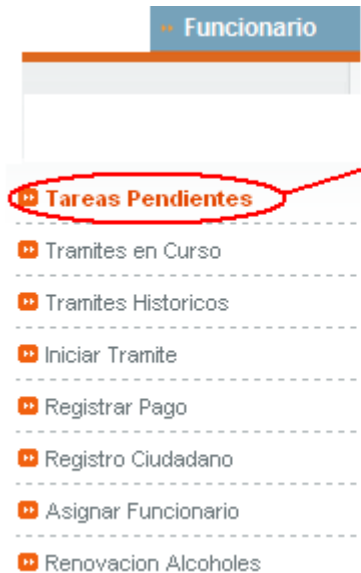 Funcionario
Tareas Pendientes
Tramites en Curso
Tramites Historicos
Iniciar Tramite
Registrar Pago
Registro Ciudadano
Asignar Funcionario
Renovacion Alcoholes